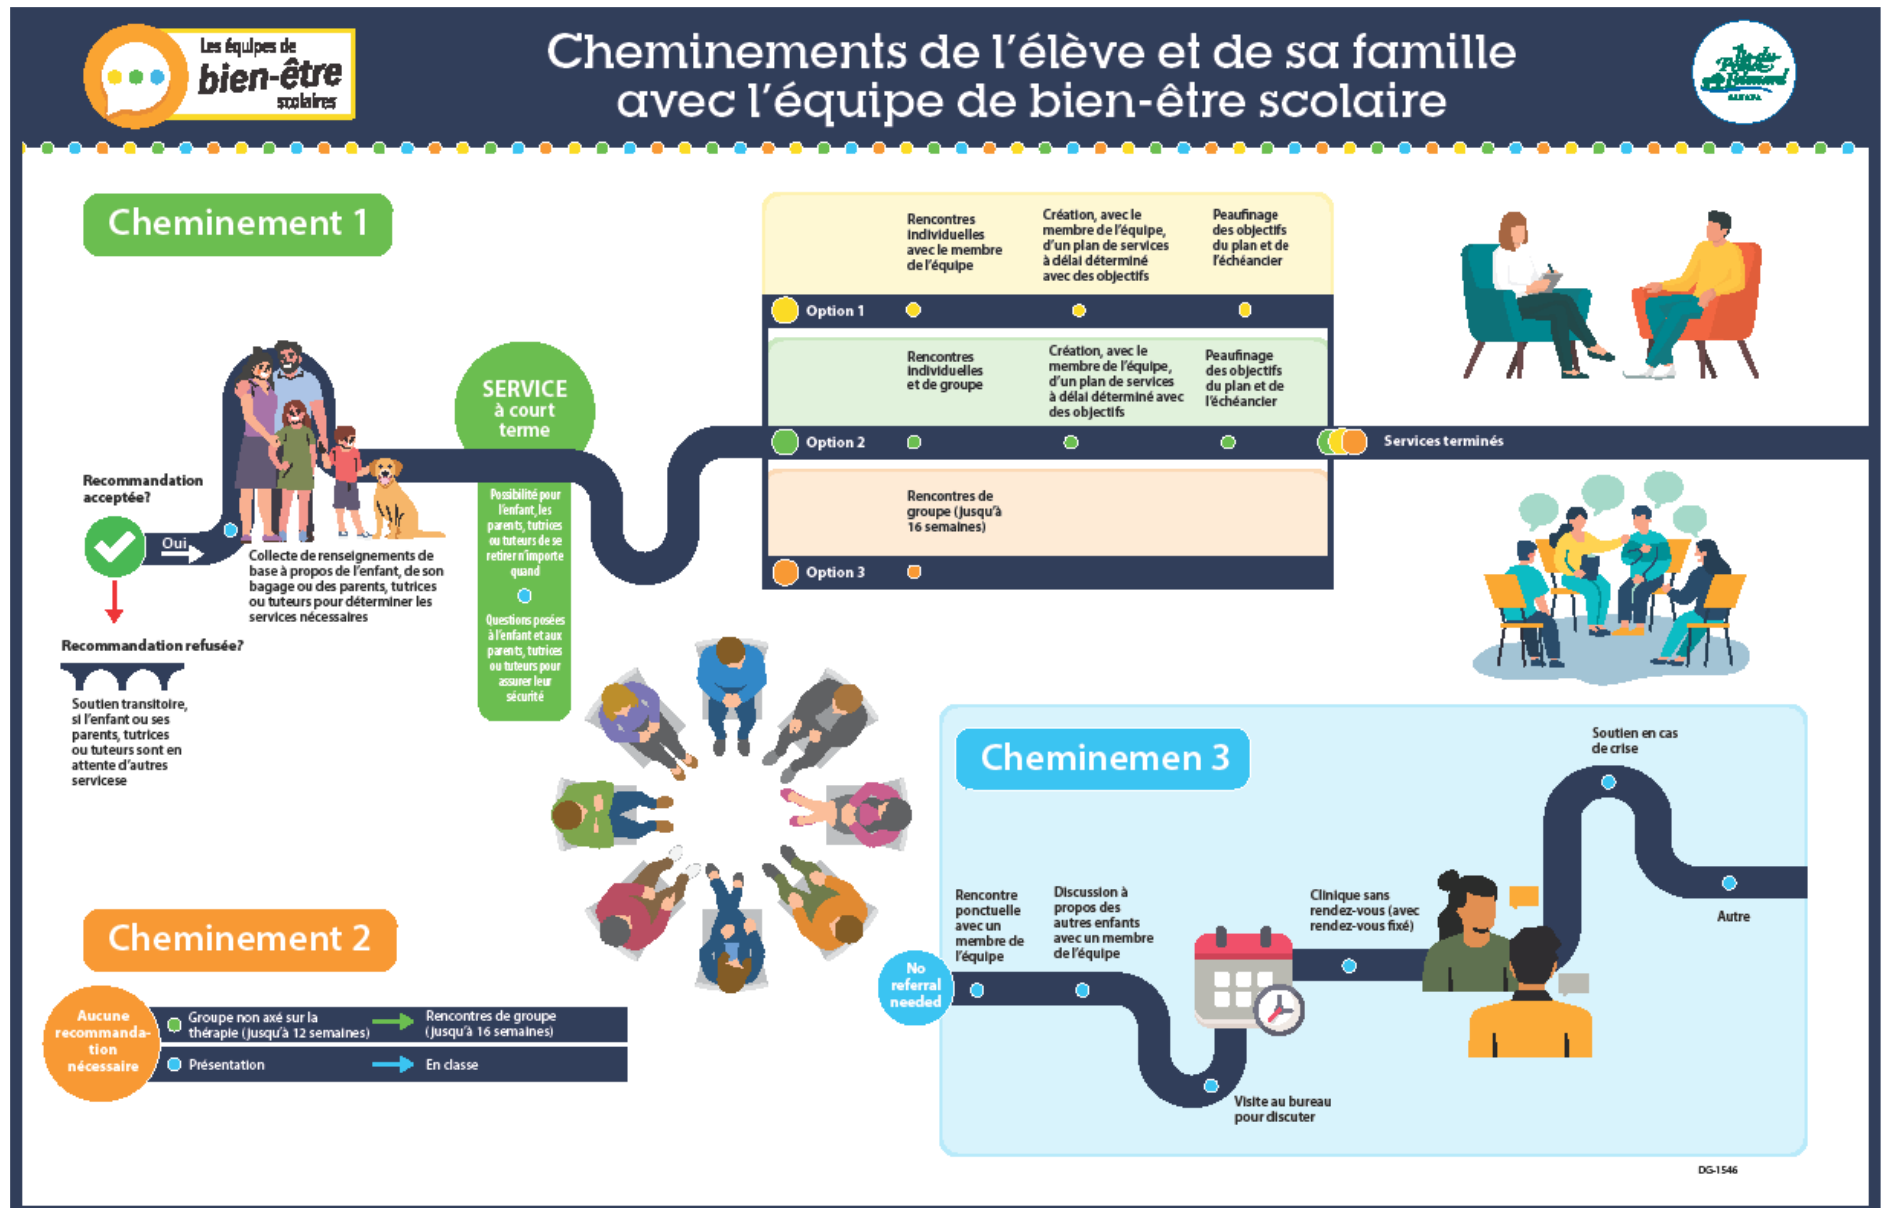 Les équipes de
bien-être
scolaires
Cheminements de l'élève et de sa famille
avec l'équipe de bien-être scolaire
Île du
Prince
Édouard
CANADA
Cheminement 1
Recommandation
acceptée?
Oui
Recommandation refusée?
Soutien transitoire,
si l'enfant ou ses
parents, tutrices
ou tuteurs sont en
attente d'autres
servicese
Collecte de renseignements de
base à propos de l'enfant, de son
bagage ou des parents, tutrices
ou tuteurs pour déterminer les
services nécessaires
SERVICE
à court
terme
Possibilité pour
l'enfant, les
parents, tutrices
ou tuteurs de se
retirer n'importe
quand
Questions posées
à l'enfant et aux
parents, tutrices
ou tuteurs pour
assurer leur
sécurité
Rencontres
individuelles
avec le membre
de l'équipe
Création, avec le
membre de l'équipe,
d'un plan de services
à délai déterminé
avec des objectifs
Peaufinage
des objectifs
du plan et de
l'échéancier
Option 1
Rencontres
individuelles
et de groupe
Création, avec le
membre de l'équipe,
d'un plan de services
à délai déterminé avec
des objectifs
Peaufinage
des objectifs
du plan et de
l'échéancier
Option 2
Services terminés
Rencontres de
groupe (jusqu'à
16 semaines)
Option 3
Cheminement 2
Aucune
recommanda-
tion
nécessaire
Groupe non axé sur la
thérapie (jusqu'à 12 semaines)
Rencontres de groupe
(jusqu'à 16 semaines)
Présentation
En classe
Cheminemen 3
No
referral
needed
Rencontre
ponctuelle
avec un
membre de
l'équipe
Discussion à
propos des
autres enfants
avec un membre
de l'équipe
Visite au bureau
pour discuter
Clinique sans
rendez-vous (avec
rendez-vous fixé)
Soutien en cas
de crise
Autre
DG-1546